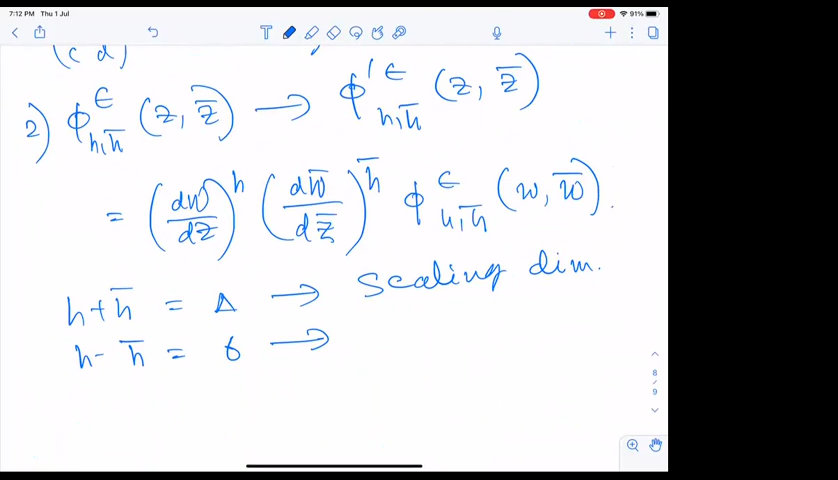 7:12 PM Thu 1 Jul
91%
(c d)
2) ϕ^ϵ_{h,h̅} (z, z̅) → ϕ'^ϵ_{h,h̅} (z, z̅)
= (dw/dz)^h (dw̅/dz̅)^h̅ ϕ^ϵ_{h,h̅} (w, w̅).
h + h̅ = Δ → Scaling dim.
h - h̅ = σ →
8/9